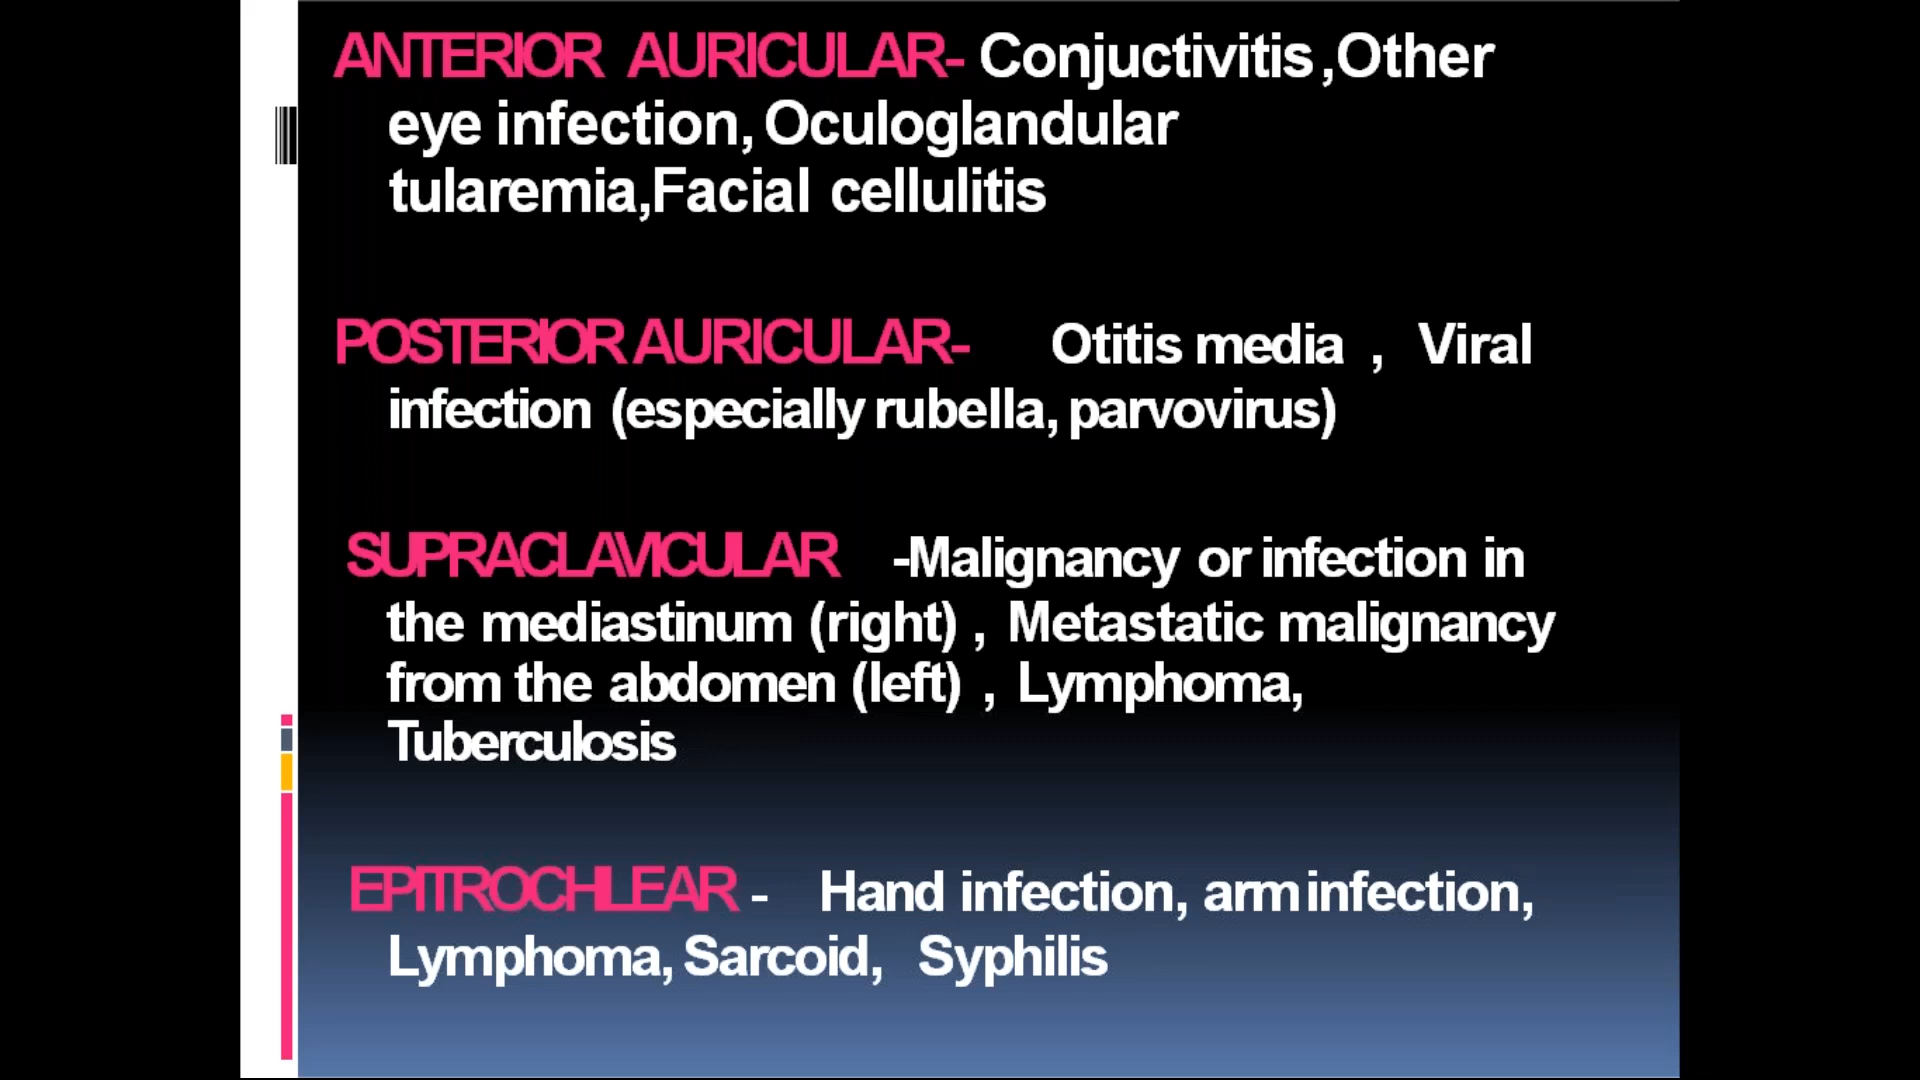 ANTERIOR AURICULAR- Conjuctivitis ,Other
eye infection, Oculoglandular
tularemia,Facial cellulitis
POSTERIOR AURICULAR- Otitis media , Viral
infection (especially rubella, parvovirus)
SUPRACLAVICULAR -Malignancy or infection in
the mediastinum (right) , Metastatic malignancy
from the abdomen (left) , Lymphoma,
Tuberculosis
EPITROCHLEAR - Hand infection, arm infection,
Lymphoma, Sarcoid, Syphilis